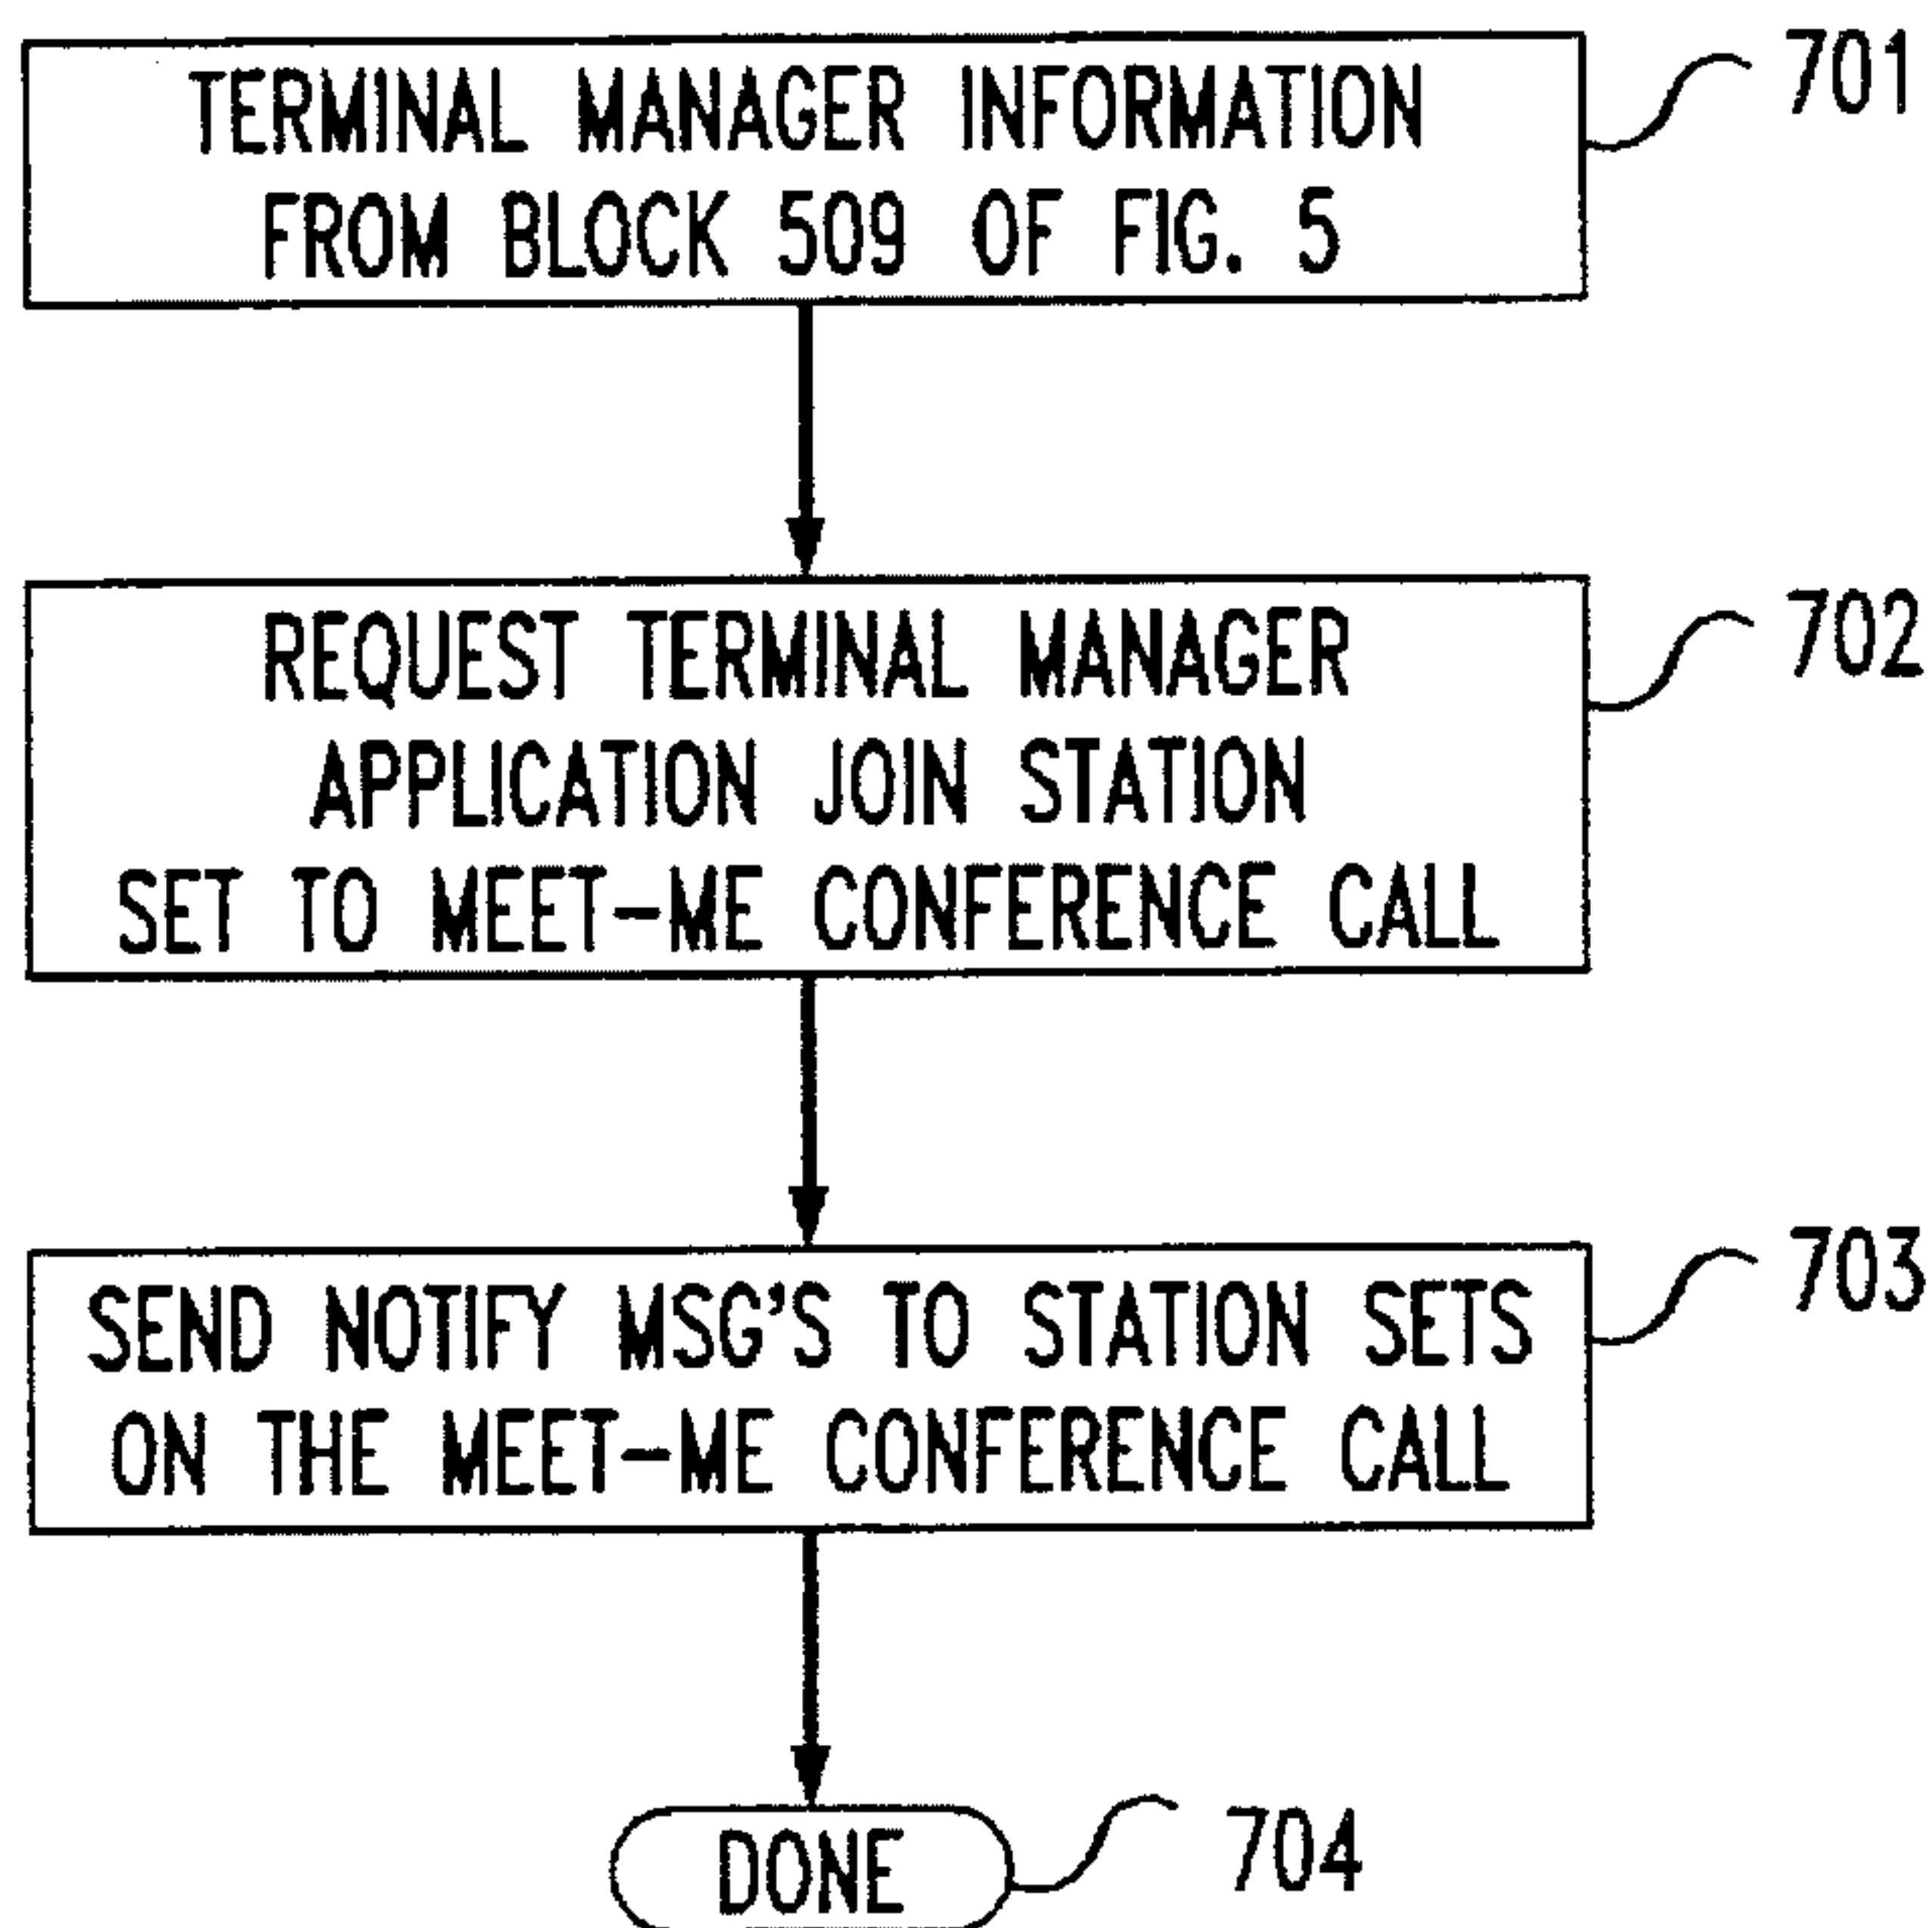 TERMINAL MANAGER INFORMATION
FROM BLOCK 509 OF FIG. 5
701
REQUEST TERMINAL MANAGER
APPLICATION JOIN STATION
SET TO MEET-ME CONFERENCE CALL
702
SEND NOTIFY MSG'S TO STATION SETS
ON THE MEET-ME CONFERENCE CALL
703
DONE
704